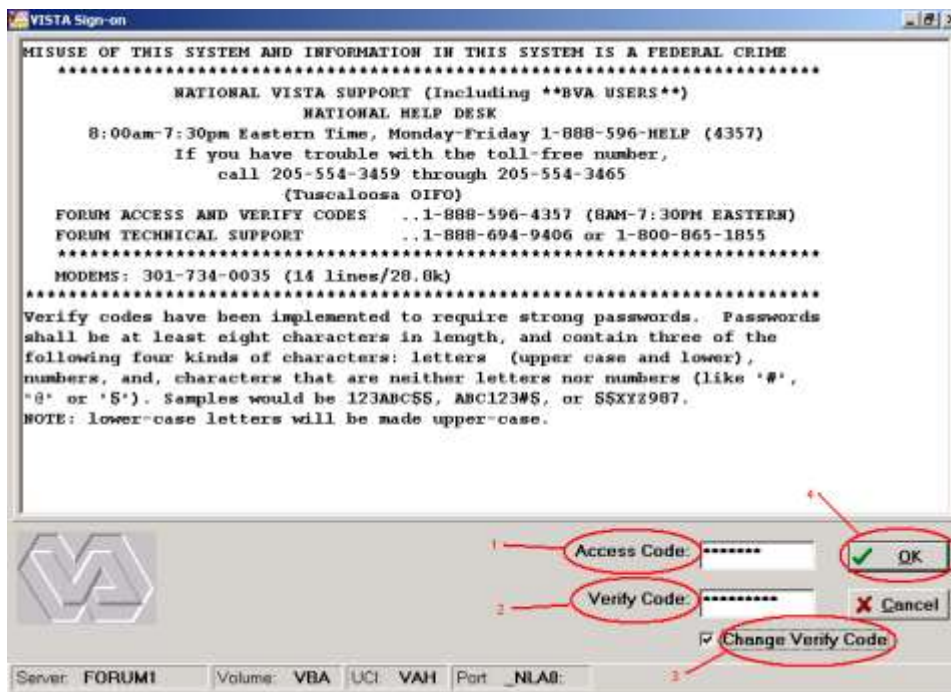 VISTA Sign-on
MISUSE OF THIS SYSTEM AND INFORMATION IN THIS SYSTEM IS A FEDERAL CRIME
***********************************************************************
NATIONAL VISTA SUPPORT (Including **BVA USERS**)
NATIONAL HELP DESK
8:00am-7:30pm Eastern Time, Monday-Friday 1-888-596-HELP (4357)
If you have trouble with the toll-free number,
call 205-554-3459 through 205-554-3465
(Tuscaloosa OIFO)
FORUM ACCESS AND VERIFY CODES ..1-888-596-4357 (8AM-7:30PM EASTERN)
FORUM TECHNICAL SUPPORT ..1-888-694-9406 or 1-800-865-1855
***********************************************************************
MODEMS: 301-734-0035 (14 lines/28.8k)
**************************************************************************
Verify codes have been implemented to require strong passwords. Passwords
shall be at least eight characters in length, and contain three of the
following four kinds of characters: letters (upper case and lower),
numbers, and, characters that are neither letters nor numbers (like '#',
'@' or '$'). Samples would be 123ABC$$, ABC123#$, or $$XYZ987.
NOTE: lower-case letters will be made upper-case.
4
1
Access Code: *******
OK
2
Verify Code: *********
Cancel
Change Verify Code
3
Server: FORUM1 Volume: VBA UCI: VAH Port: _NLA0: